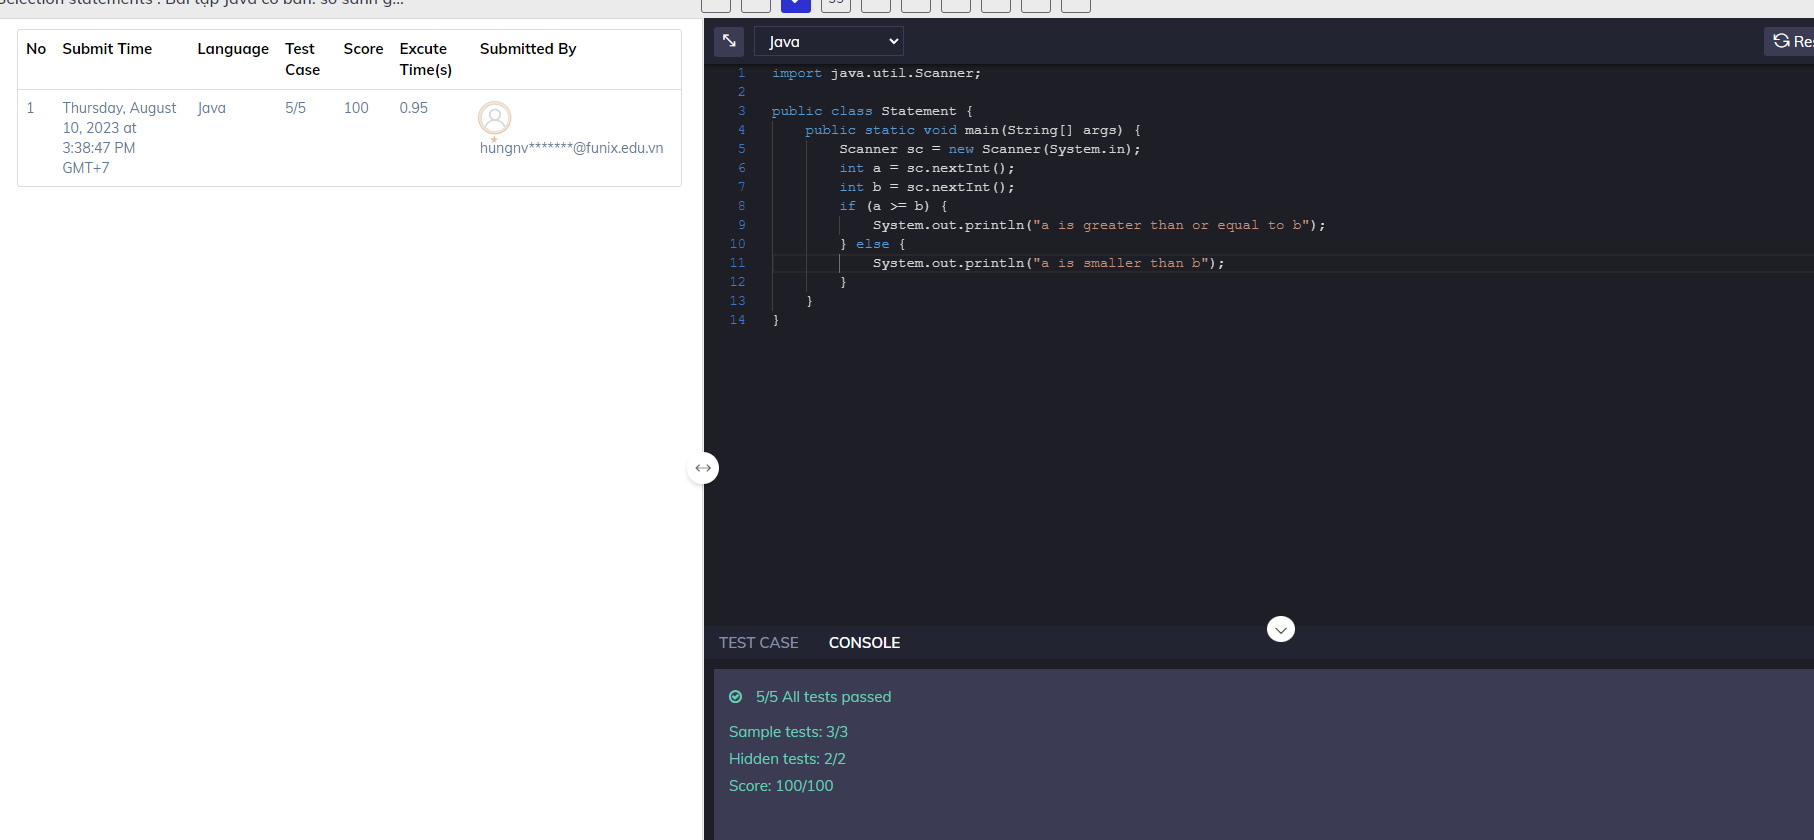 Selection statements : Bài tập java cơ bản: so sánh g...
33
No Submit Time Language Test Case Score Excute Time(s) Submitted By
1 Thursday, August 10, 2023 at 3:38:47 PM GMT+7 Java 5/5 100 0.95 hungnv*******@funix.edu.vn
Java
1 import java.util.Scanner;
2
3 public class Statement {
4 public static void main(String[] args) {
5 Scanner sc = new Scanner(System.in);
6 int a = sc.nextInt();
7 int b = sc.nextInt();
8 if (a >= b) {
9 System.out.println("a is greater than or equal to b");
10 } else {
11 System.out.println("a is smaller than b");
12 }
13 }
14 }
TEST CASE CONSOLE
5/5 All tests passed
Sample tests: 3/3
Hidden tests: 2/2
Score: 100/100